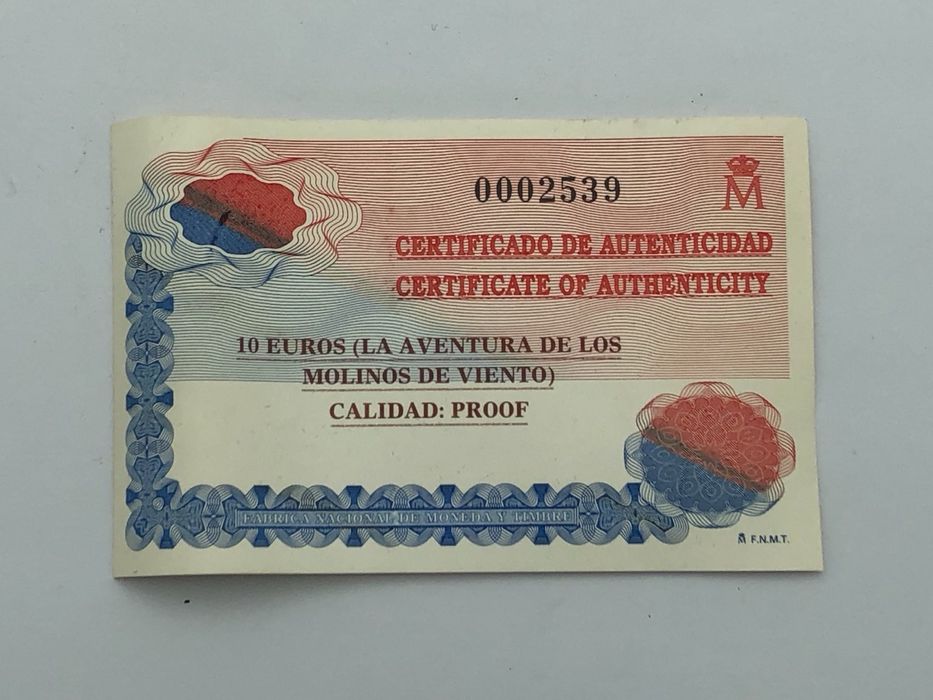 0002539
M
CERTIFICADO DE AUTENTICIDAD
CERTIFICATE OF AUTHENTICITY
10 EUROS (LA AVENTURA DE LOS
MOLINOS DE VIENTO)
CALIDAD: PROOF
FABRICA NACIONAL DE MONEDA Y TIMBRE
M F.N.M.T.